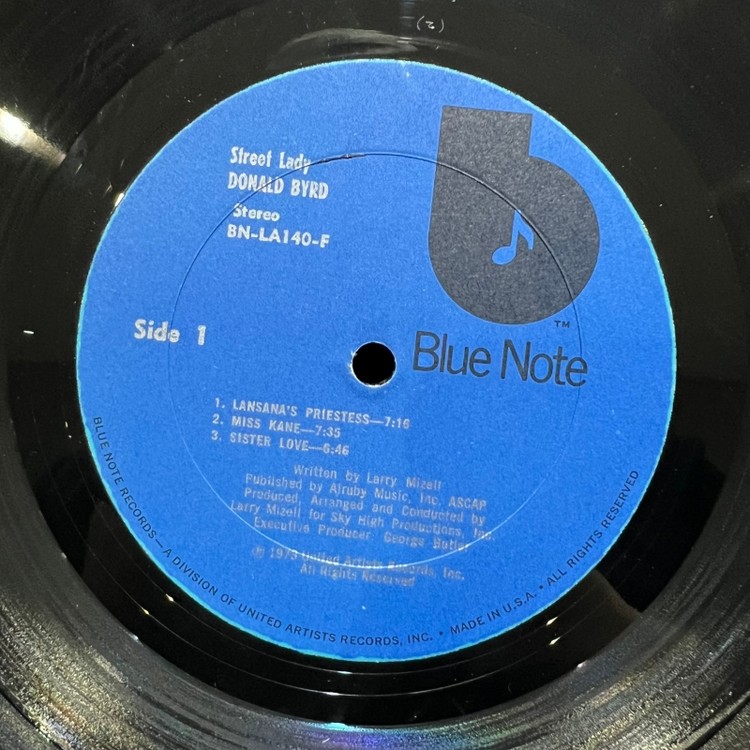 (2)
Street Lady
DONALD BYRD
Stereo
BN-LA140-F
Side 1
TM
Blue Note
1. LANSANA'S PRIESTESS—7:16
2. MISS KANE—7:35
3. SISTER LOVE—6:46
Written by Larry Mizell
Published by Alruby Music, Inc. ASCAP
Produced, Arranged and Conducted by
Larry Mizell for Sky High Productions, Inc.
Executive Producer: George Butler
℗ 1973 United Artists Records, Inc.
All Rights Reserved
BLUE NOTE RECORDS—A DIVISION OF UNITED ARTISTS RECORDS, INC. • MADE IN U.S.A. • ALL RIGHTS RESERVED